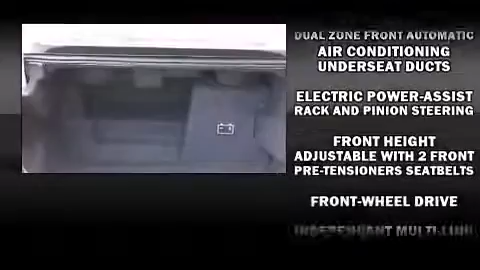 DUAL ZONE FRONT AUTOMATIC
AIR CONDITIONING
UNDERSEAT DUCTS
ELECTRIC POWER-ASSIST
RACK AND PINION STEERING
FRONT HEIGHT
ADJUSTABLE WITH 2 FRONT
PRE-TENSIONERS SEATBELTS
FRONT-WHEEL DRIVE